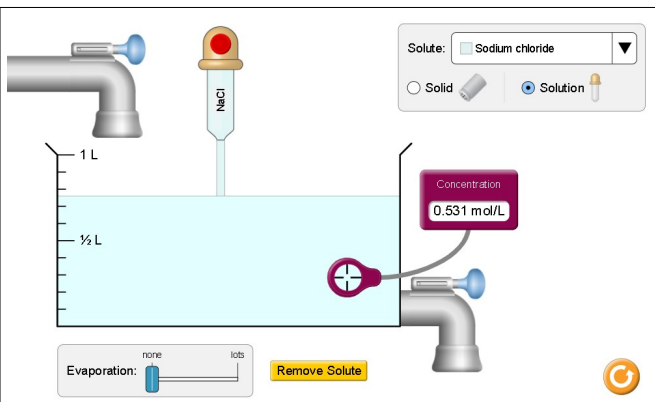 Solute: Sodium chloride
Solid Solution
NaCl
1 L
Concentration
0.531 mol/L
½ L
none lots
Evaporation:
Remove Solute